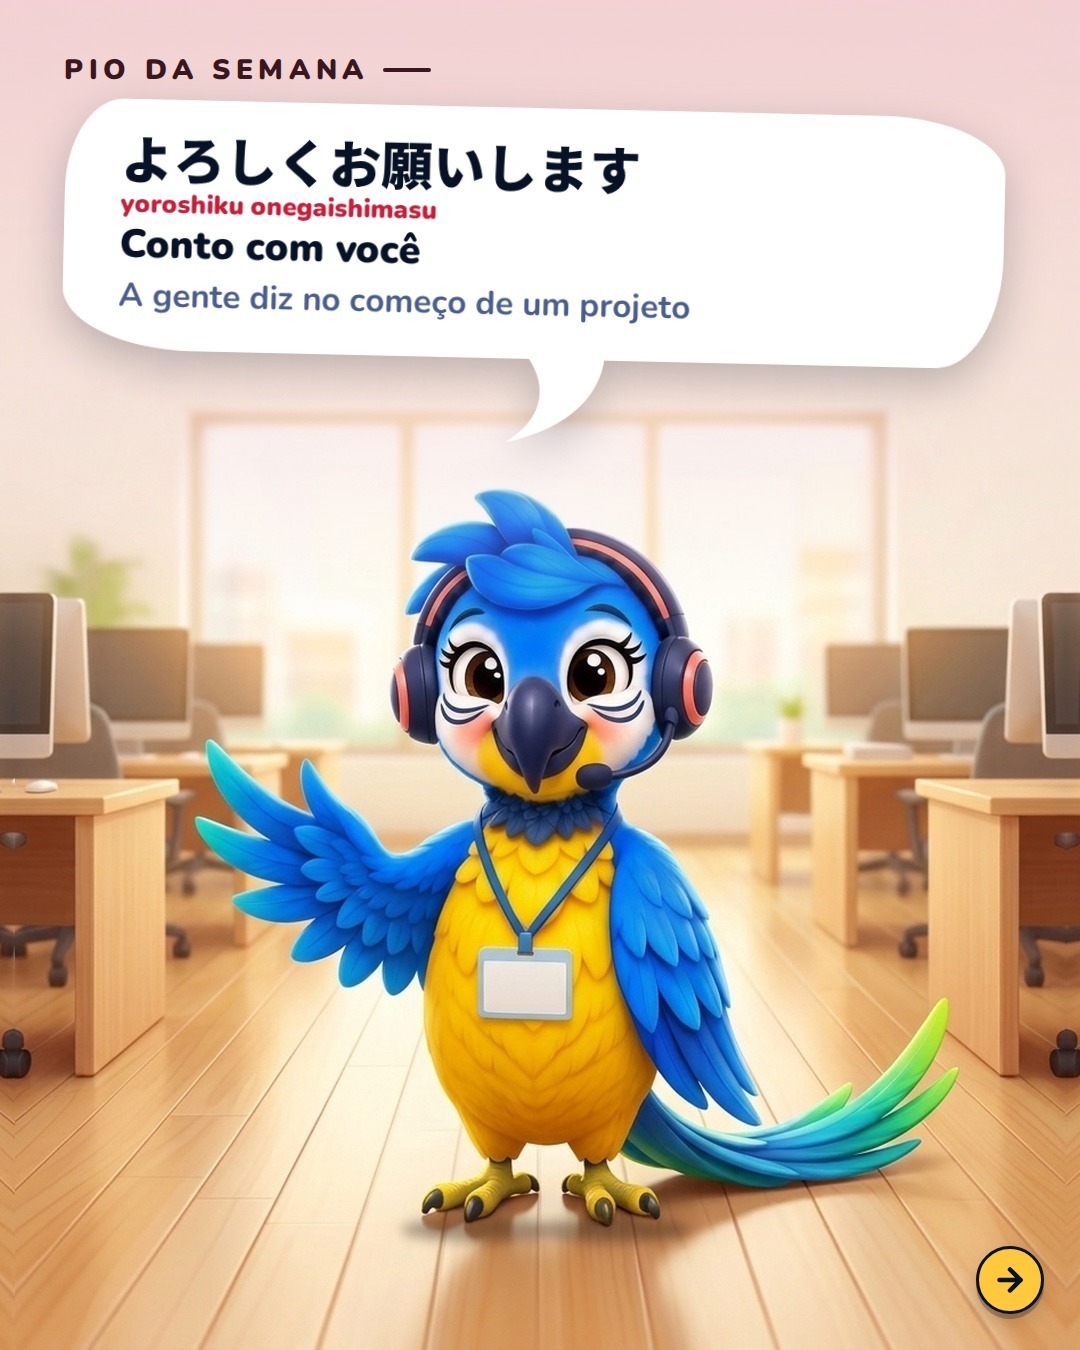 PIO DA SEMANA
よろしくお願いします
yoroshiku onegaishimasu
Conto com você
A gente diz no começo de um projeto